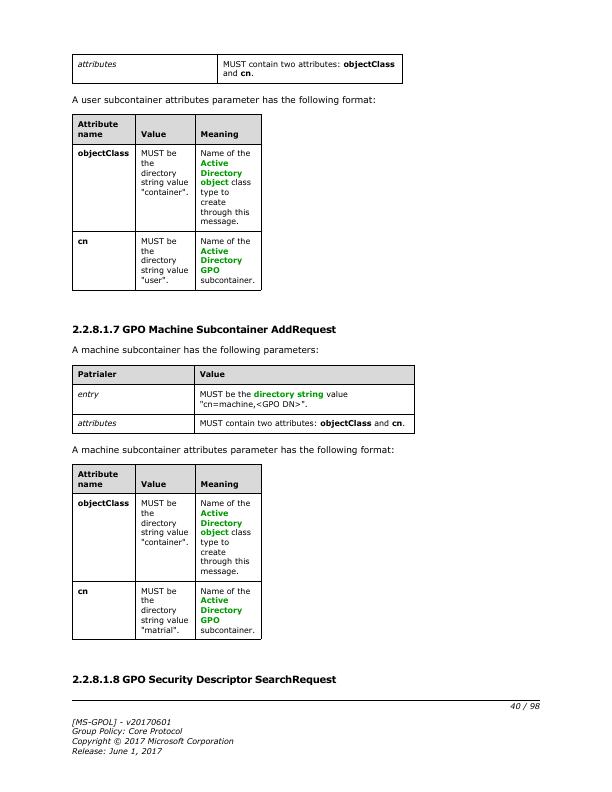 attributes
MUST contain two attributes: objectClass
and cn.
A user subcontainer attributes parameter has the following format:
Attribute
name
Value
Meaning
objectClass
MUST be
the
directory
string value
"container".
Name of the
Active
Directory
object class
type to
create
through this
message.
cn
MUST be
the
directory
string value
"user".
Name of the
Active
Directory
GPO
subcontainer.
2.2.8.1.7 GPO Machine Subcontainer AddRequest
A machine subcontainer has the following parameters:
Patrialer
Value
entry
MUST be the directory string value
"cn=machine,<GPO DN>".
attributes
MUST contain two attributes: objectClass and cn.
A machine subcontainer attributes parameter has the following format:
Attribute
name
Value
Meaning
objectClass
MUST be
the
directory
string value
"container".
Name of the
Active
Directory
object class
type to
create
through this
message.
cn
MUST be
the
directory
string value
"matrial".
Name of the
Active
Directory
GPO
subcontainer.
2.2.8.1.8 GPO Security Descriptor SearchRequest
40 / 98
[MS-GPOL] - v20170601
Group Policy: Core Protocol
Copyright © 2017 Microsoft Corporation
Release: June 1, 2017